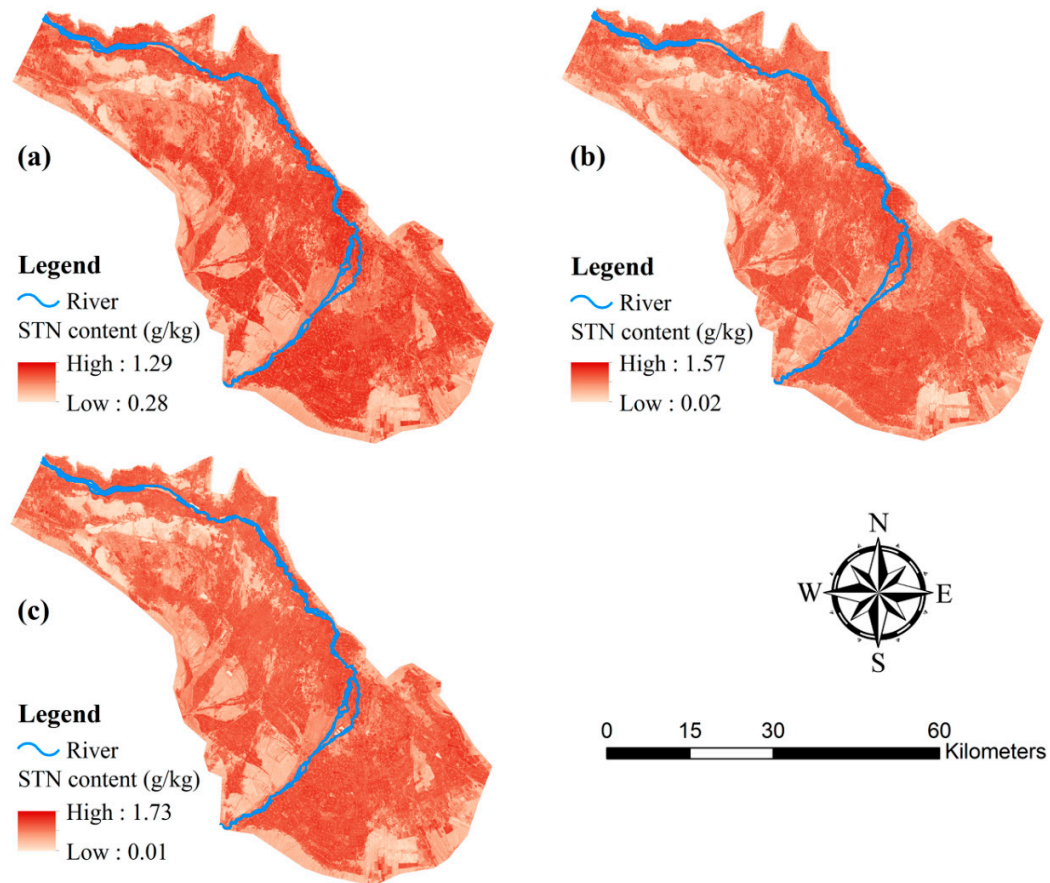 (a)
Legend
River
STN content (g/kg)
High : 1.29
Low : 0.28
(b)
Legend
River
STN content (g/kg)
High : 1.57
Low : 0.02
(c)
Legend
River
STN content (g/kg)
High : 1.73
Low : 0.01
N
W E
S
0 15 30 60
Kilometers